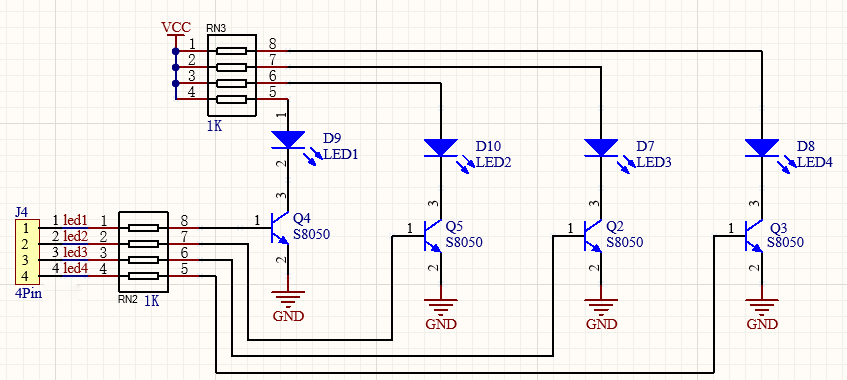 VCC
RN3
1 8
2 7
3 6
4 5
1K
1
D9
LED1
2
D10
LED2
D7
LED3
D8
LED4
3
1 Q4
S8050
2
3
1 Q5
S8050
2
3
1 Q2
S8050
2
3
1 Q3
S8050
2
J4
1 1 led1 1 8
2 2 led2 2 7
3 3 led3 3 6
4 4 led4 4 5
4Pin
RN2 1K
GND
GND
GND
GND